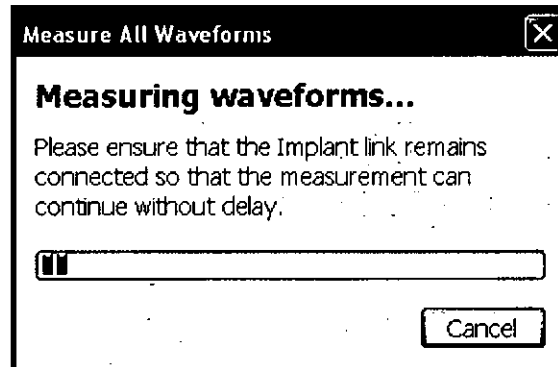 Measure All Waveforms
Measuring waveforms...
Please ensure that the Implant link remains
connected so that the measurement can
continue without delay.
Cancel